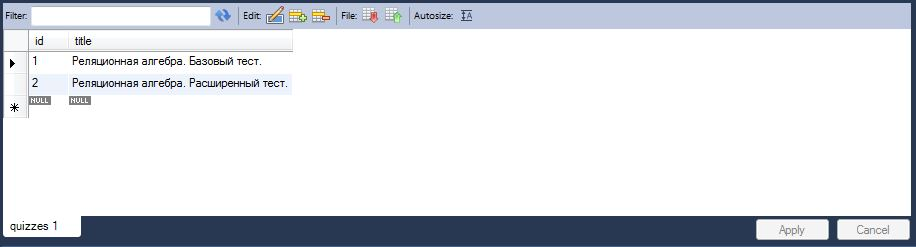 Filter: Edit: File: Autosize:
id title
1 Реляционная алгебра. Базовый тест.
2 Реляционная алгебра. Расширенный тест.
NULL NULL
quizzes 1 Apply Cancel